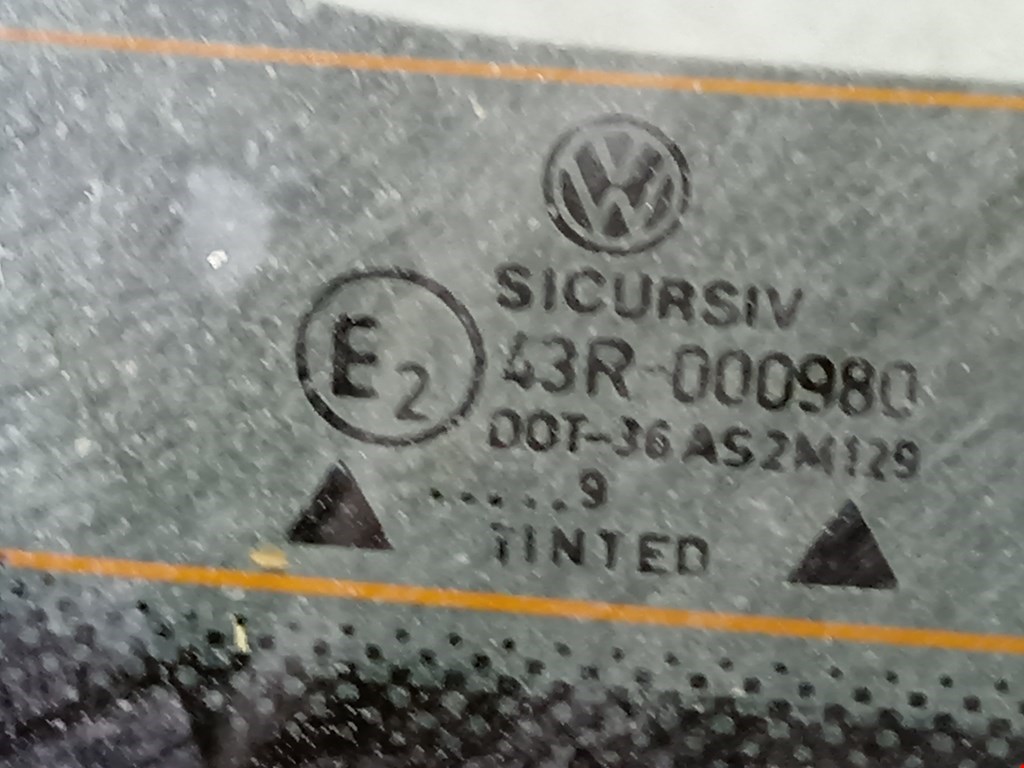 SICURSIV
E2
43R-000980
DOT-36 AS2M129
......9
TINTED